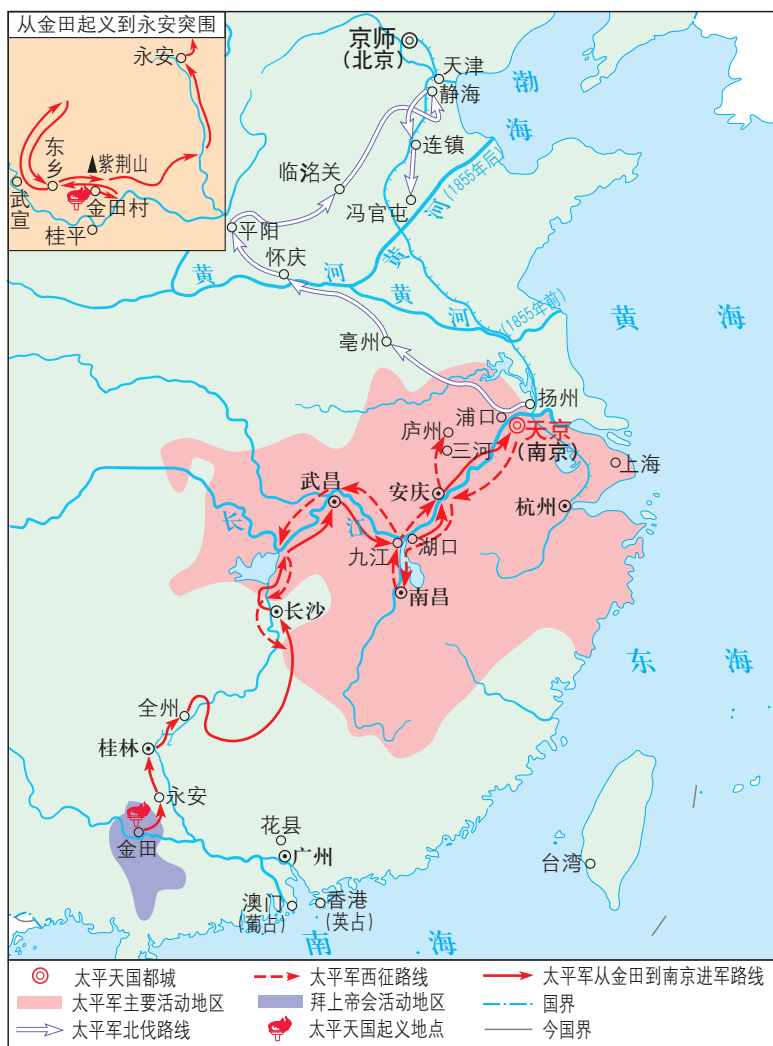 从金田起义到永安突围
永安
东乡
紫荆山
武宣
金田村
桂平
京师
(北京)
天津
静海
渤海
连镇
临洺关
冯官屯
黄河
(1855年后)
平阳
怀庆
黄河
黄河
(1855年前)
黄海
亳州
扬州
浦口
庐州
天京
(南京)
三河
上海
武昌
安庆
杭州
长江
九江
湖口
南昌
长沙
东海
全州
桂林
永安
金田
花县
广州
台湾
澳门
(葡占)
香港
(英占)
南海
太平天国都城
太平军西征路线
太平军从金田到南京进军路线
太平军主要活动地区
拜上帝会活动地区
国界
太平军北伐路线
太平天国起义地点
今国界